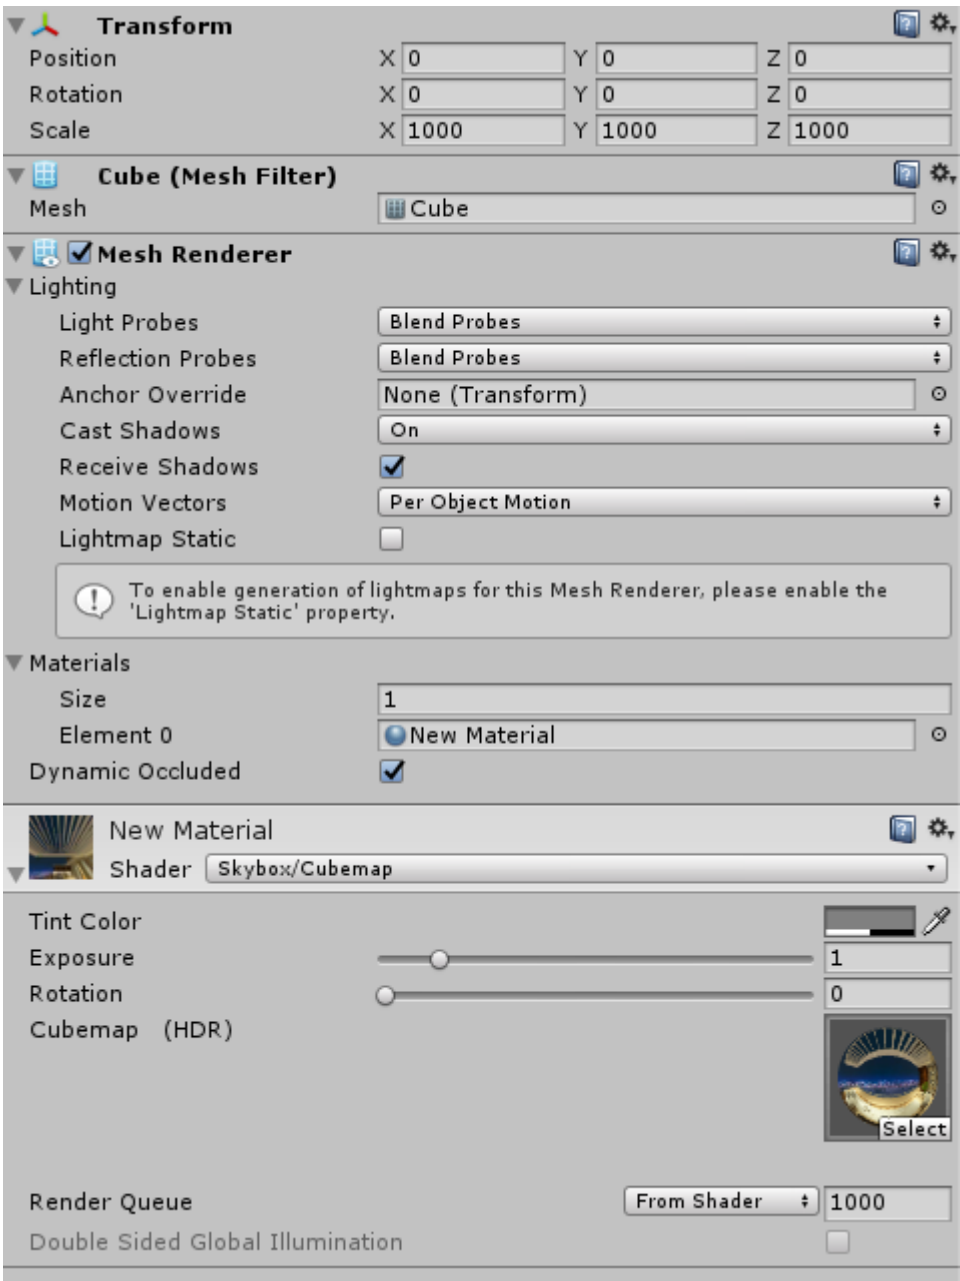 Transform
Position X 0 Y 0 Z 0
Rotation X 0 Y 0 Z 0
Scale X 1000 Y 1000 Z 1000
Cube (Mesh Filter)
Mesh Cube
Mesh Renderer
Lighting
Light Probes Blend Probes
Reflection Probes Blend Probes
Anchor Override None (Transform)
Cast Shadows On
Receive Shadows
Motion Vectors Per Object Motion
Lightmap Static
To enable generation of lightmaps for this Mesh Renderer, please enable the
'Lightmap Static' property.
Materials
Size 1
Element 0 New Material
Dynamic Occluded
New Material
Shader Skybox/Cubemap
Tint Color
Exposure 1
Rotation 0
Cubemap (HDR)
Select
Render Queue From Shader 1000
Double Sided Global Illumination